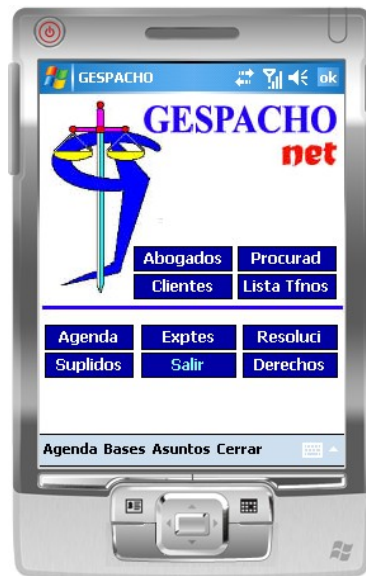 GESPACHO ok
GESPACHO
net
Abogados Procurad
Clientes Lista Tfnos
Agenda Exptes Resoluci
Suplidos Salir Derechos
Agenda Bases Asuntos Cerrar